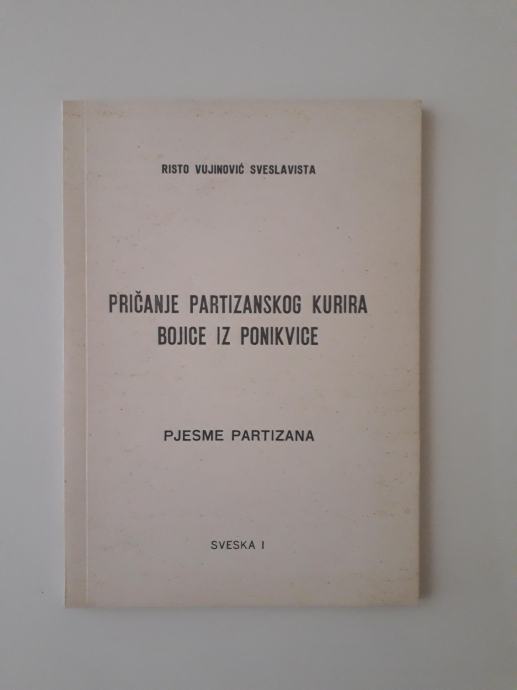 RISTO VUJINOVIĆ SVESLAVISTA
PRIČANJE PARTIZANSKOG KURIRA
BOJICE IZ PONIKVICE
PJESME PARTIZANA
SVESKA I